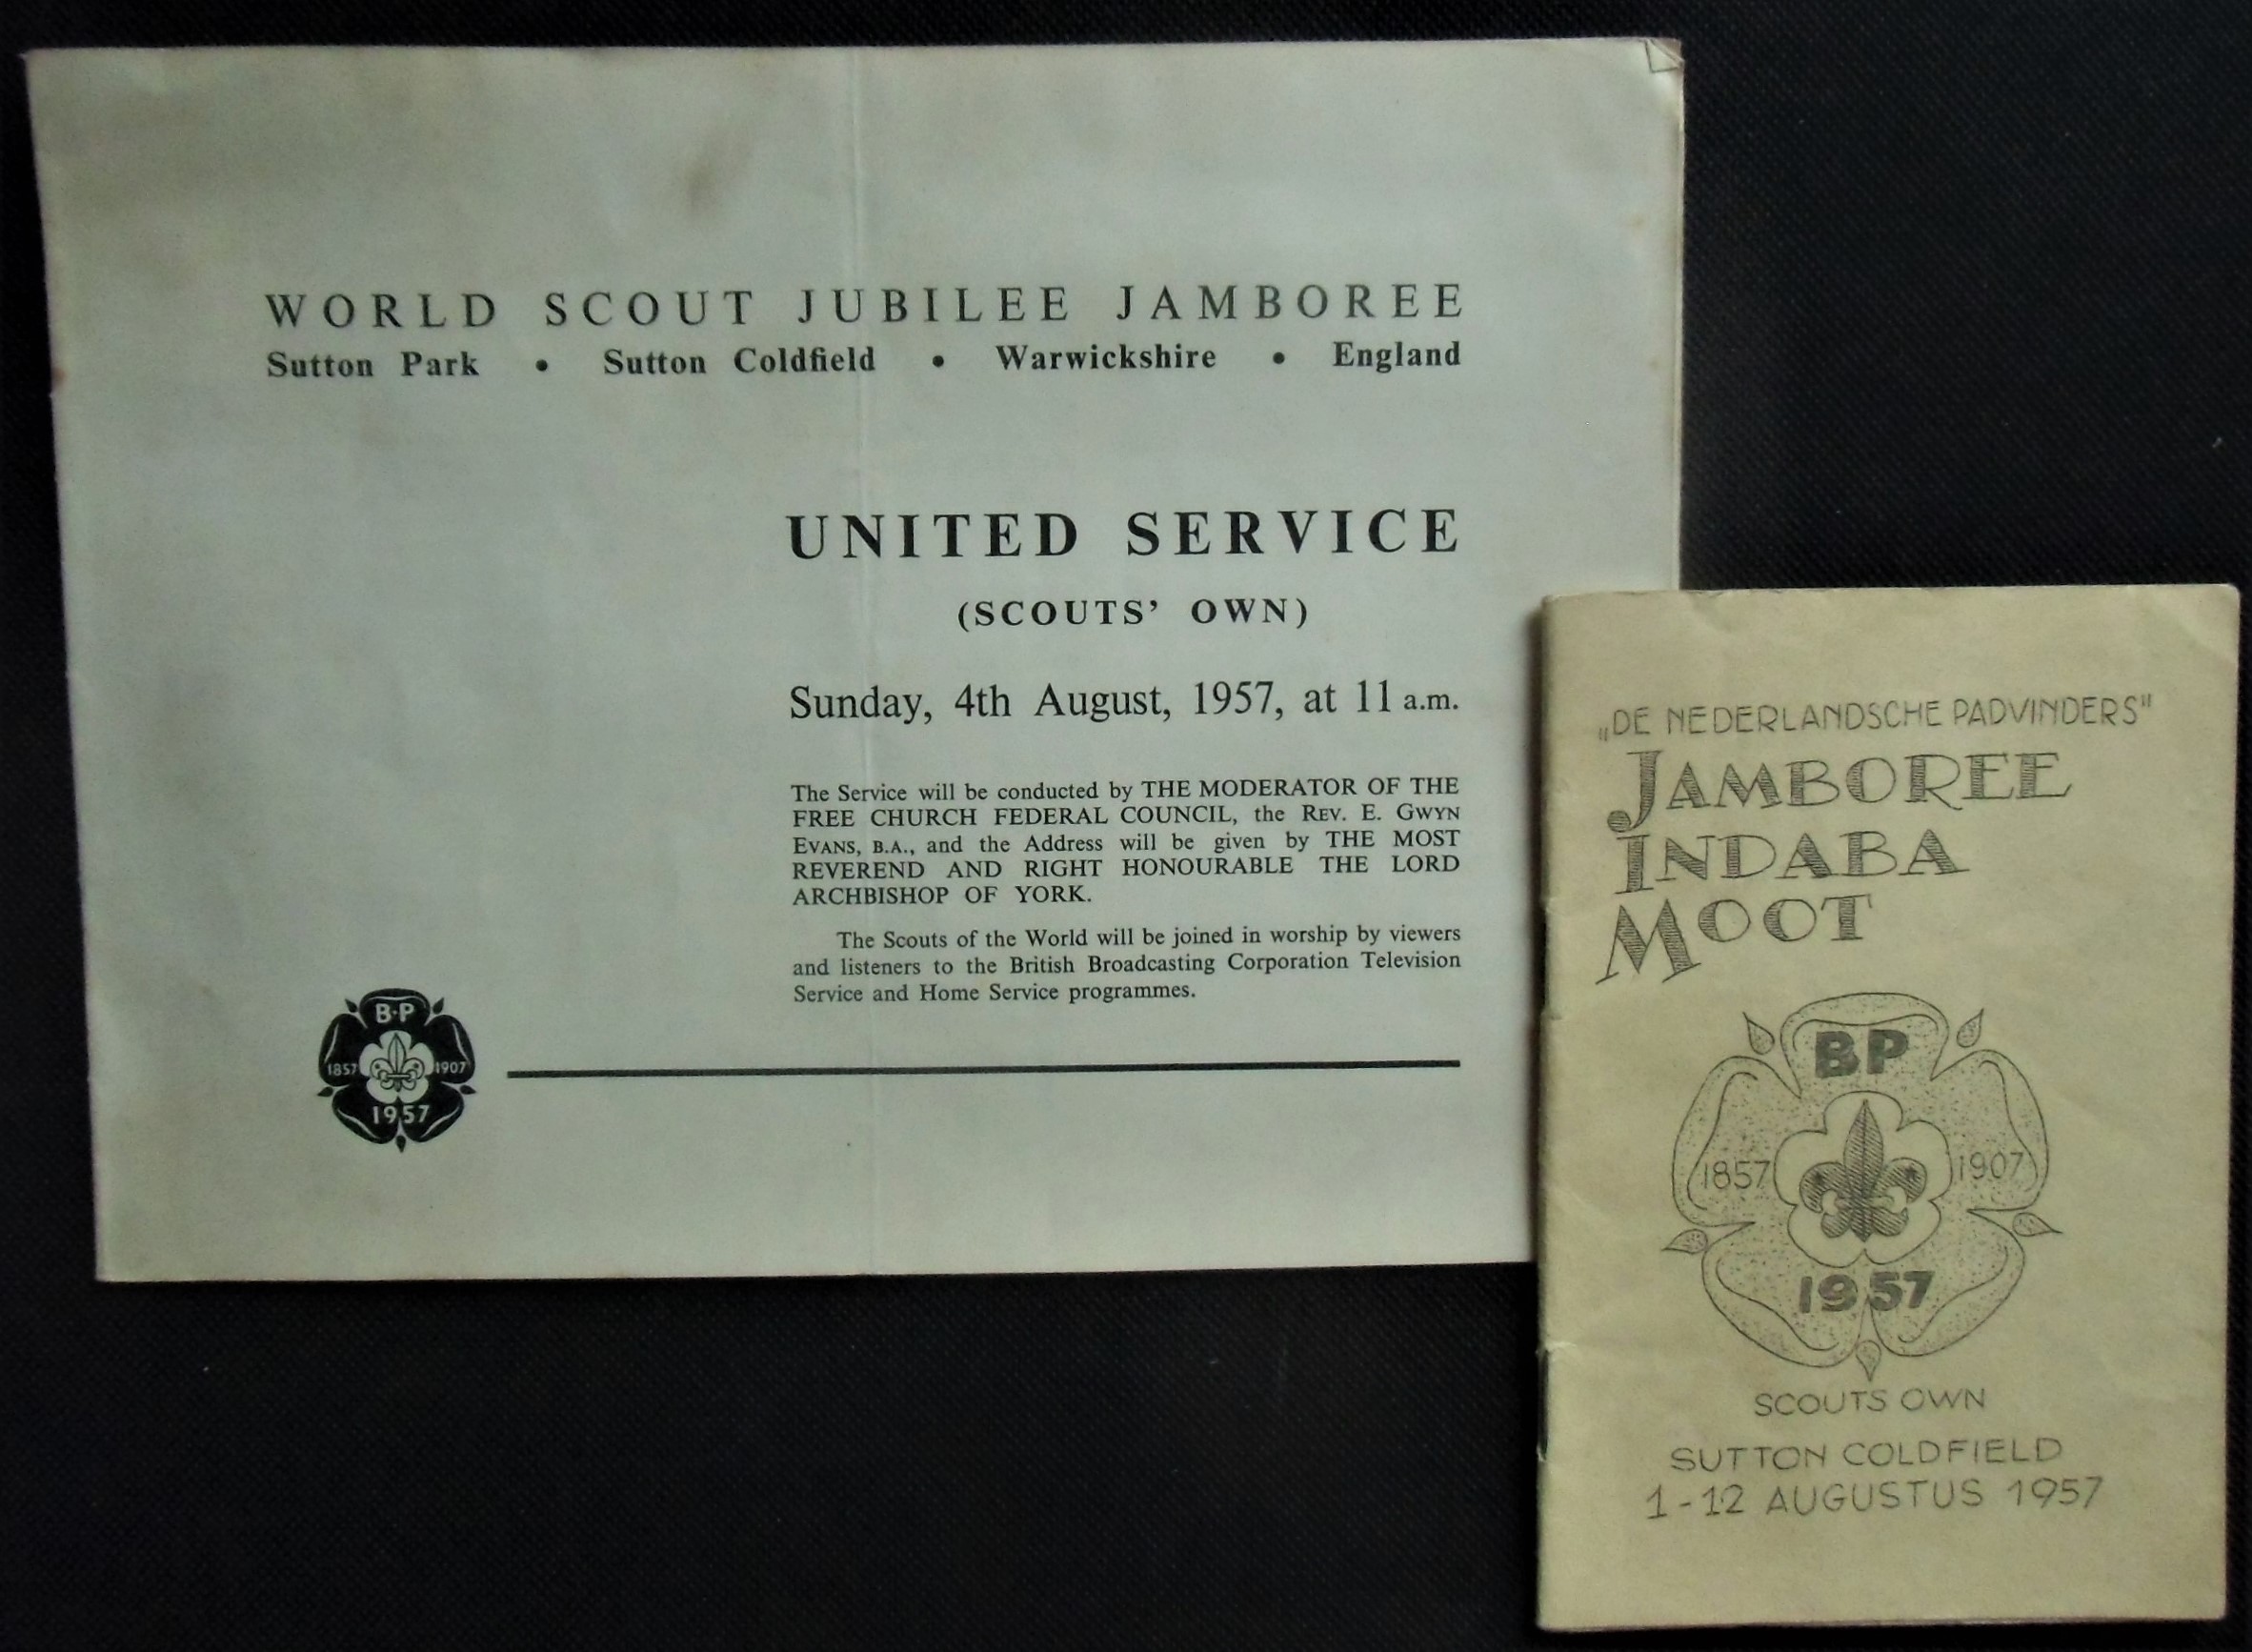 WORLD SCOUT JUBILEE JAMBOREE
Sutton Park • Sutton Coldfield • Warwickshire • England
UNITED SERVICE
(SCOUTS’ OWN)
Sunday, 4th August, 1957, at 11 a.m.
The Service will be conducted by THE MODERATOR OF THE
FREE CHURCH FEDERAL COUNCIL, the REV. E. GWYN
EVANS, B.A., and the Address will be given by THE MOST
REVEREND AND RIGHT HONOURABLE THE LORD
ARCHBISHOP OF YORK.
The Scouts of the World will be joined in worship by viewers
and listeners to the British Broadcasting Corporation Television
Service and Home Service programmes.
B·P
1857 1907
1957
„DE NEDERLANDSCHE PADVINDERS"
JAMBOREE
INDABA
MOOT
BP
1857 1907
1957
SCOUTS OWN
SUTTON COLDFIELD
1-12 AUGUSTUS 1957